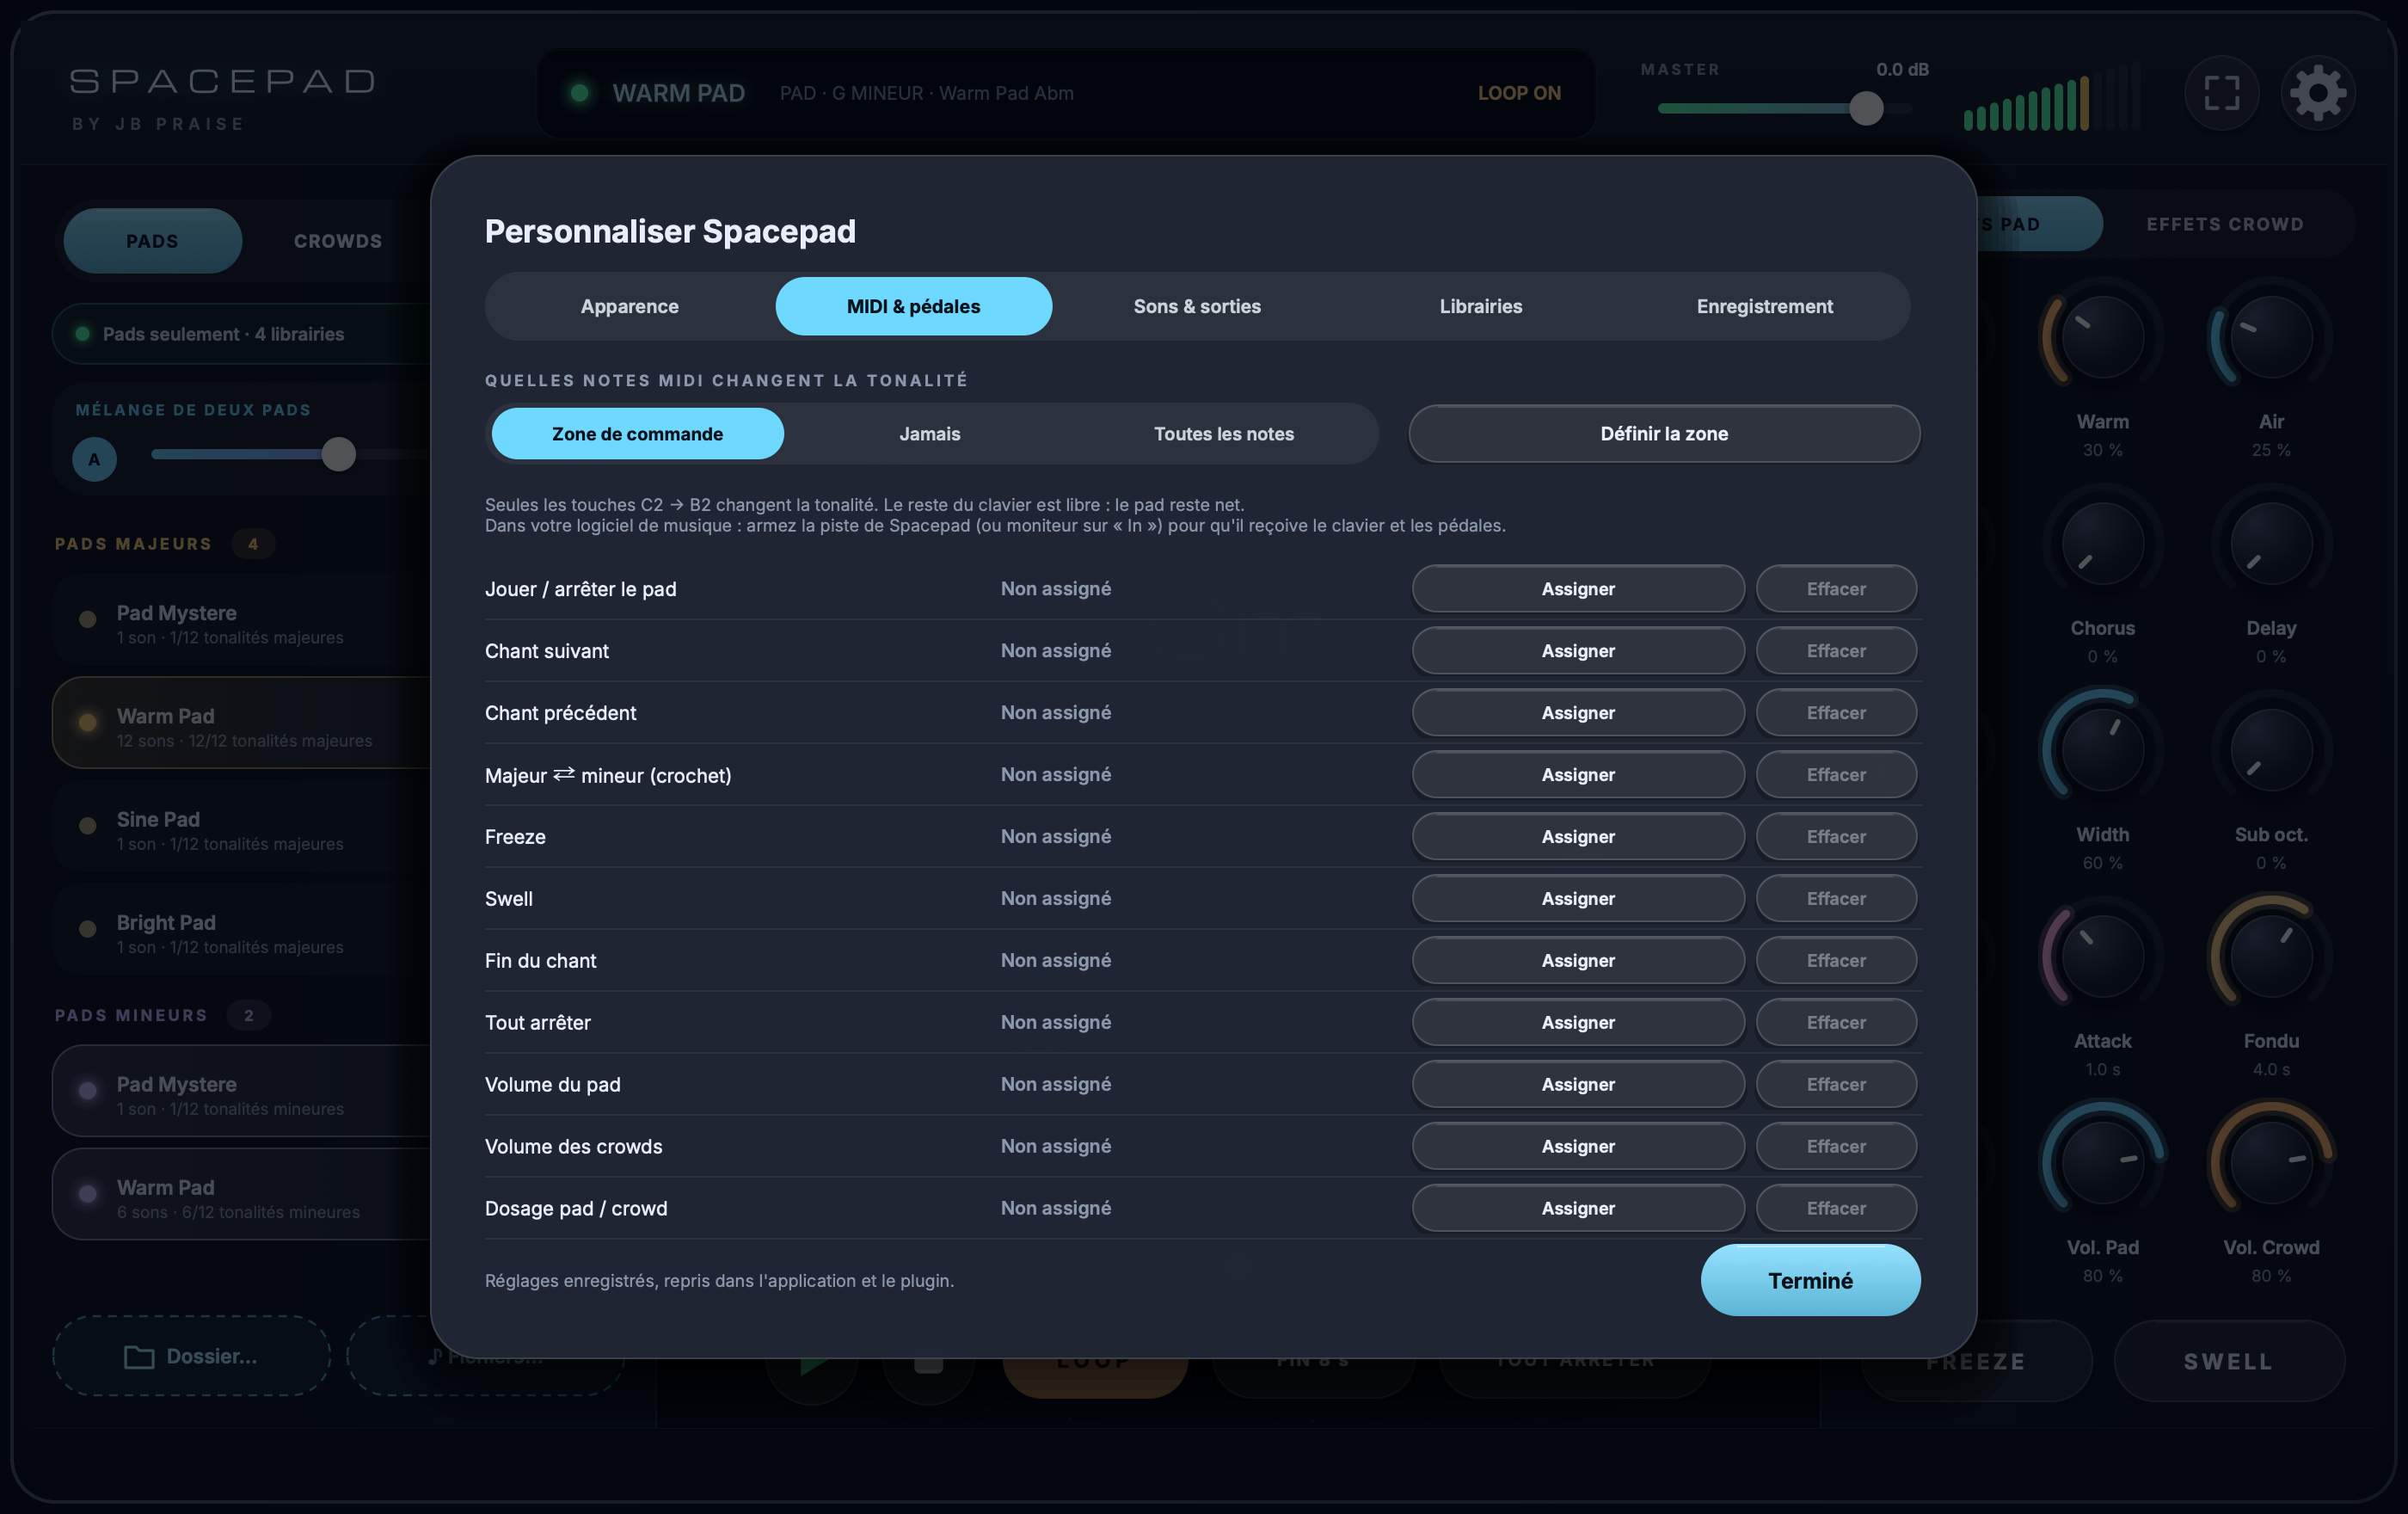 SPACEPAD
BY JB PRAISE
WARM PAD
PAD · G MINEUR · Warm Pad Abm
LOOP ON
MASTER
0.0 dB
PADS
CROWDS
Pads seulement · 4 librairies
MÉLANGE DE DEUX PADS
A
PADS MAJEURS
4
Pad Mystere
1 son · 1/12 tonalités majeures
Warm Pad
12 sons · 12/12 tonalités majeures
Sine Pad
1 son · 1/12 tonalités majeures
Bright Pad
1 son · 1/12 tonalités majeures
PADS MINEURS
2
Pad Mystere
1 son · 1/12 tonalités mineures
Warm Pad
6 sons · 6/12 tonalités mineures
Dossier...
Personnaliser Spacepad
Apparence
MIDI & pédales
Sons & sorties
Librairies
Enregistrement
QUELLES NOTES MIDI CHANGENT LA TONALITÉ
Zone de commande
Jamais
Toutes les notes
Définir la zone
Seules les touches C2 → B2 changent la tonalité. Le reste du clavier est libre : le pad reste net.
Dans votre logiciel de musique : armez la piste de Spacepad (ou moniteur sur « In ») pour qu'il reçoive le clavier et les pédales.
Jouer / arrêter le pad Non assigné Assigner Effacer
Chant suivant Non assigné Assigner Effacer
Chant précédent Non assigné Assigner Effacer
Majeur ⇄ mineur (crochet) Non assigné Assigner Effacer
Freeze Non assigné Assigner Effacer
Swell Non assigné Assigner Effacer
Fin du chant Non assigné Assigner Effacer
Tout arrêter Non assigné Assigner Effacer
Volume du pad Non assigné Assigner Effacer
Volume des crowds Non assigné Assigner Effacer
Dosage pad / crowd Non assigné Assigner Effacer
Réglages enregistrés, repris dans l'application et le plugin.
Terminé
PAD
EFFETS CROWD
Warm
30 %
Air
25 %
Chorus
0 %
Delay
0 %
Width
60 %
Sub oct.
0 %
Attack
1.0 s
Fondu
4.0 s
Vol. Pad
80 %
Vol. Crowd
80 %
LOOP
FIN 8 s
TOUT ARRÊTER
FREEZE
SWELL